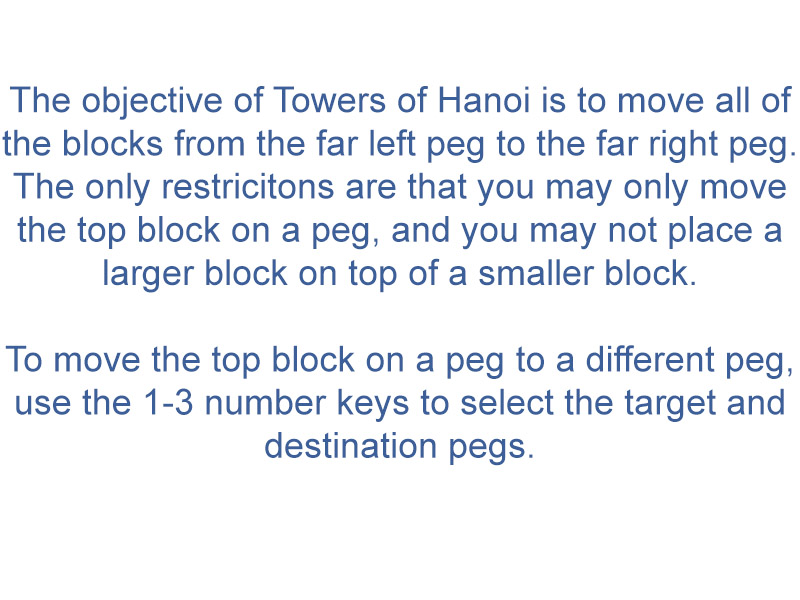 The objective of Towers of Hanoi is to move all of
the blocks from the far left peg to the far right peg.
The only restricitons are that you may only move
the top block on a peg, and you may not place a
larger block on top of a smaller block.
To move the top block on a peg to a different peg,
use the 1-3 number keys to select the target and
destination pegs.